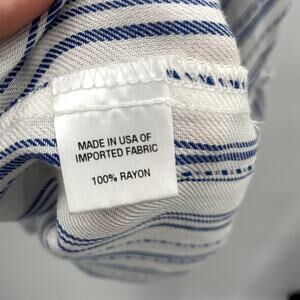 MADE IN USA OF
IMPORTED FABRIC
100% RAYON